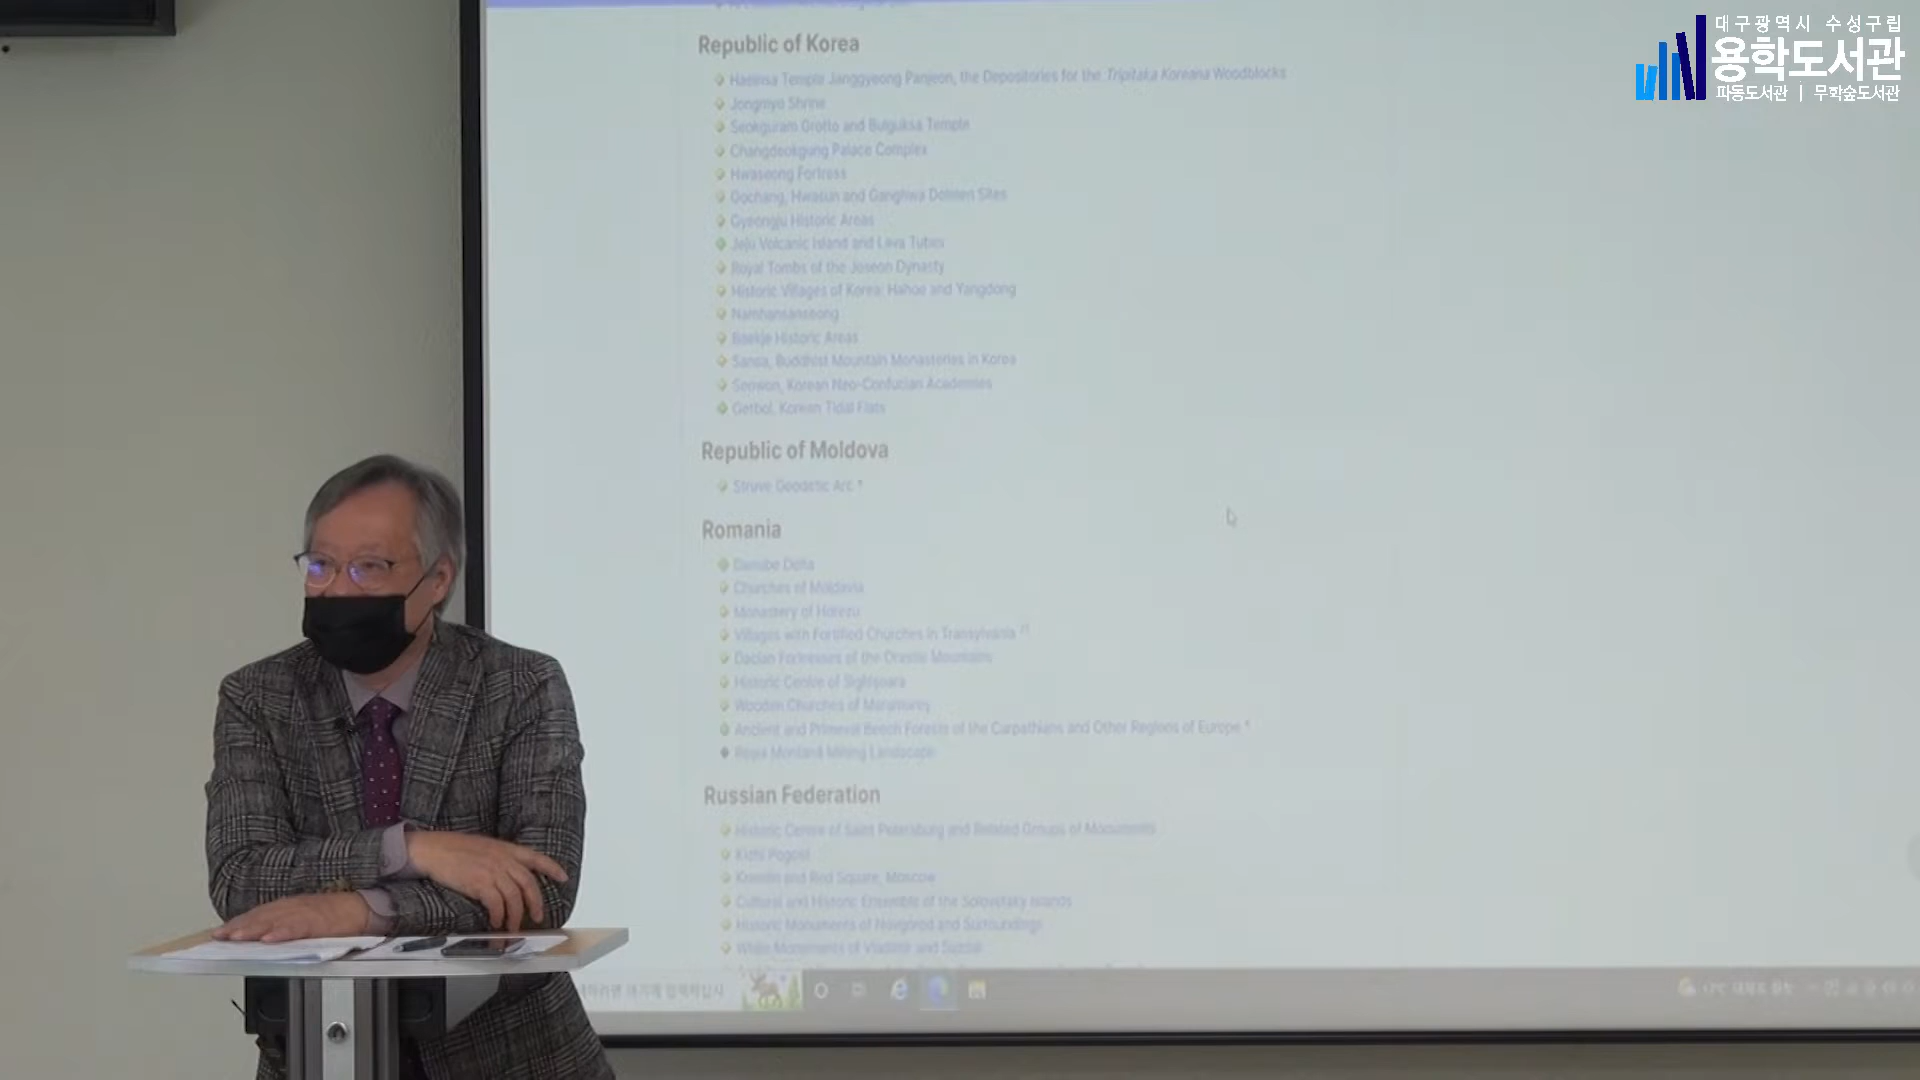 대구광역시 수성구립
용학도서관
파동도서관 | 무학숲도서관
Republic of Korea
Haeinsa Temple Janggyeong Panjeon, the Depositories for the Tripitaka Koreana Woodblocks
Jongmyo Shrine
Seokguram Grotto and Bulguksa Temple
Changdeokgung Palace Complex
Hwaseong Fortress
Gochang, Hwasun and Ganghwa Dolmen Sites
Gyeongju Historic Areas
Jeju Volcanic Island and Lava Tubes
Royal Tombs of the Joseon Dynasty
Historic Villages of Korea: Hahoe and Yangdong
Namhansanseong
Baekje Historic Areas
Sansa, Buddhist Mountain Monasteries in Korea
Seowon, Korean Neo-Confucian Academies
Getbol, Korean Tidal Flats
Republic of Moldova
Struve Geodetic Arc *
Romania
Danube Delta
Churches of Moldavia
Monastery of Horezu
Villages with Fortified Churches in Transylvania
Dacian Fortresses of the Orastie Mountains
Historic Centre of Sighişoara
Wooden Churches of Maramureş
Ancient and Primeval Beech Forests of the Carpathians and Other Regions of Europe *
Roșia Montană Mining Landscape
Russian Federation
Historic Centre of Saint Petersburg and Related Groups of Monuments
Kizhi Pogost
Kremlin and Red Square, Moscow
Cultural and Historic Ensemble of the Solovetsky Islands
Historic Monuments of Novgorod and Surroundings
White Monuments of Vladimir and Suzdal